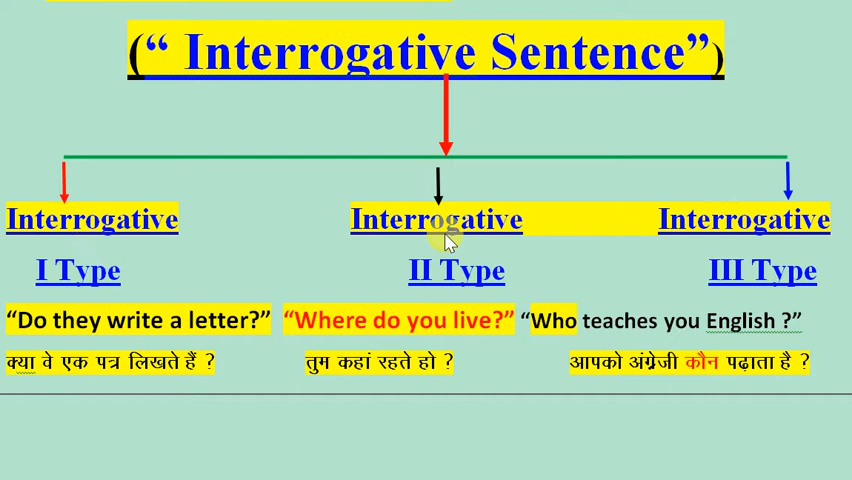 (“ Interrogative Sentence”)
Interrogative Interrogative Interrogative
I Type II Type III Type
“Do they write a letter?” “Where do you live?” “Who teaches you English ?”
क्या वे एक पत्र लिखते हैं ? तुम कहां रहते हो ? आपको अंग्रेजी कौन पढ़ाता है ?